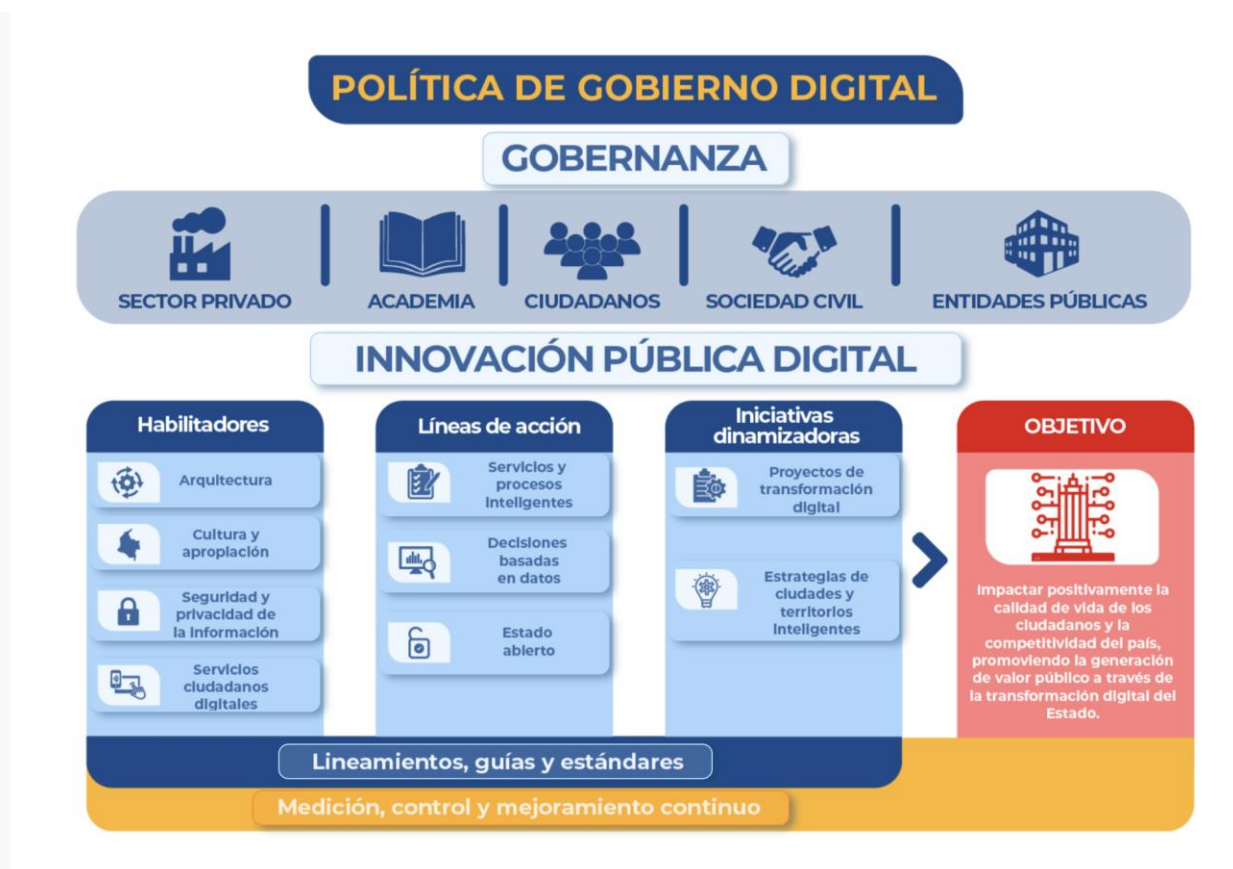 POLÍTICA DE GOBIERNO DIGITAL
GOBERNANZA
SECTOR PRIVADO
ACADEMIA
CIUDADANOS
SOCIEDAD CIVIL
ENTIDADES PÚBLICAS
INNOVACIÓN PÚBLICA DIGITAL
Habilitadores
Arquitectura
Cultura y
apropiación
Seguridad y
privacidad de
la información
Servicios
ciudadanos
digitales
Líneas de acción
Servicios y
procesos
inteligentes
Decisiones
basadas
en datos
Estado
abierto
Iniciativas
dinamizadoras
Proyectos de
transformación
digital
Estrategias de
ciudades y
territorios
inteligentes
OBJETIVO
Impactar positivamente la
calidad de vida de los
ciudadanos y la
competitividad del país,
promoviendo la generación
de valor público a través de
la transformación digital del
Estado.
Lineamientos, guías y estándares
Medición, control y mejoramiento continuo